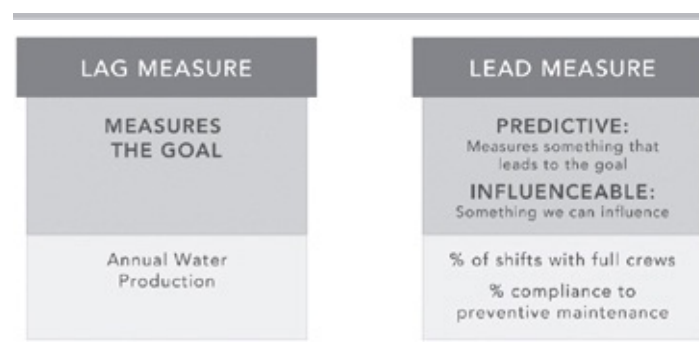 LAG MEASURE
MEASURES
THE GOAL
Annual Water
Production
LEAD MEASURE
PREDICTIVE:
Measures something that
leads to the goal
INFLUENCEABLE:
Something we can influence
% of shifts with full crews
% compliance to
preventive maintenance